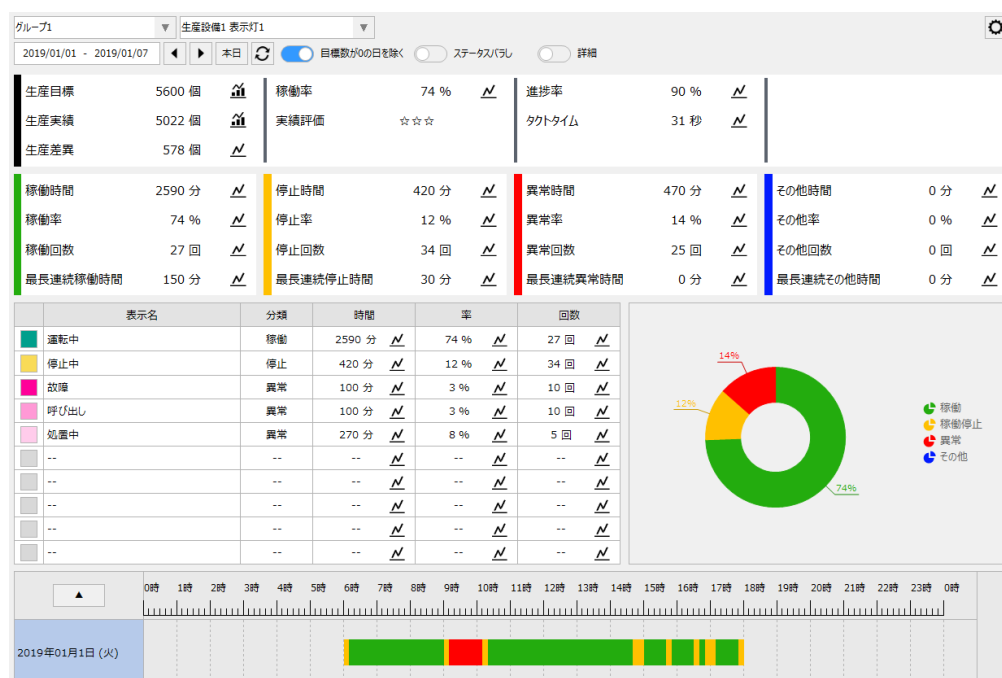 グループ1 ▼ 生産設備1 表示灯1 ▼
2019/01/01 - 2019/01/07 本日 目標数が0の日を除く ステータスバラし 詳細
生産目標 5600 個 稼働率 74 % 進捗率 90 %
生産実績 5022 個 実績評価 ☆☆☆ タクトタイム 31 秒
生産差異 578 個
稼働時間 2590 分 停止時間 420 分 異常時間 470 分 その他時間 0 分
稼働率 74 % 停止率 12 % 異常率 14 % その他率 0 %
稼働回数 27 回 停止回数 34 回 異常回数 25 回 その他回数 0 回
最長連続稼働時間 150 分 最長連続停止時間 30 分 最長連続異常時間 0 分 最長連続その他時間 0 分
表示名 分類 時間 率 回数
運転中 稼働 2590 分 74 % 27 回
停止中 停止 420 分 12 % 34 回
故障 異常 100 分 3 % 10 回
呼び出し 異常 100 分 3 % 10 回
処置中 異常 270 分 8 % 5 回
-- -- -- -- --
-- -- -- -- --
-- -- -- -- --
-- -- -- -- --
-- -- -- -- --
14%
12%
74%
稼働
稼働停止
異常
その他
▲ 0時 1時 2時 3時 4時 5時 6時 7時 8時 9時 10時 11時 12時 13時 14時 15時 16時 17時 18時 19時 20時 21時 22時 23時 0時
2019年01月1日 (火)